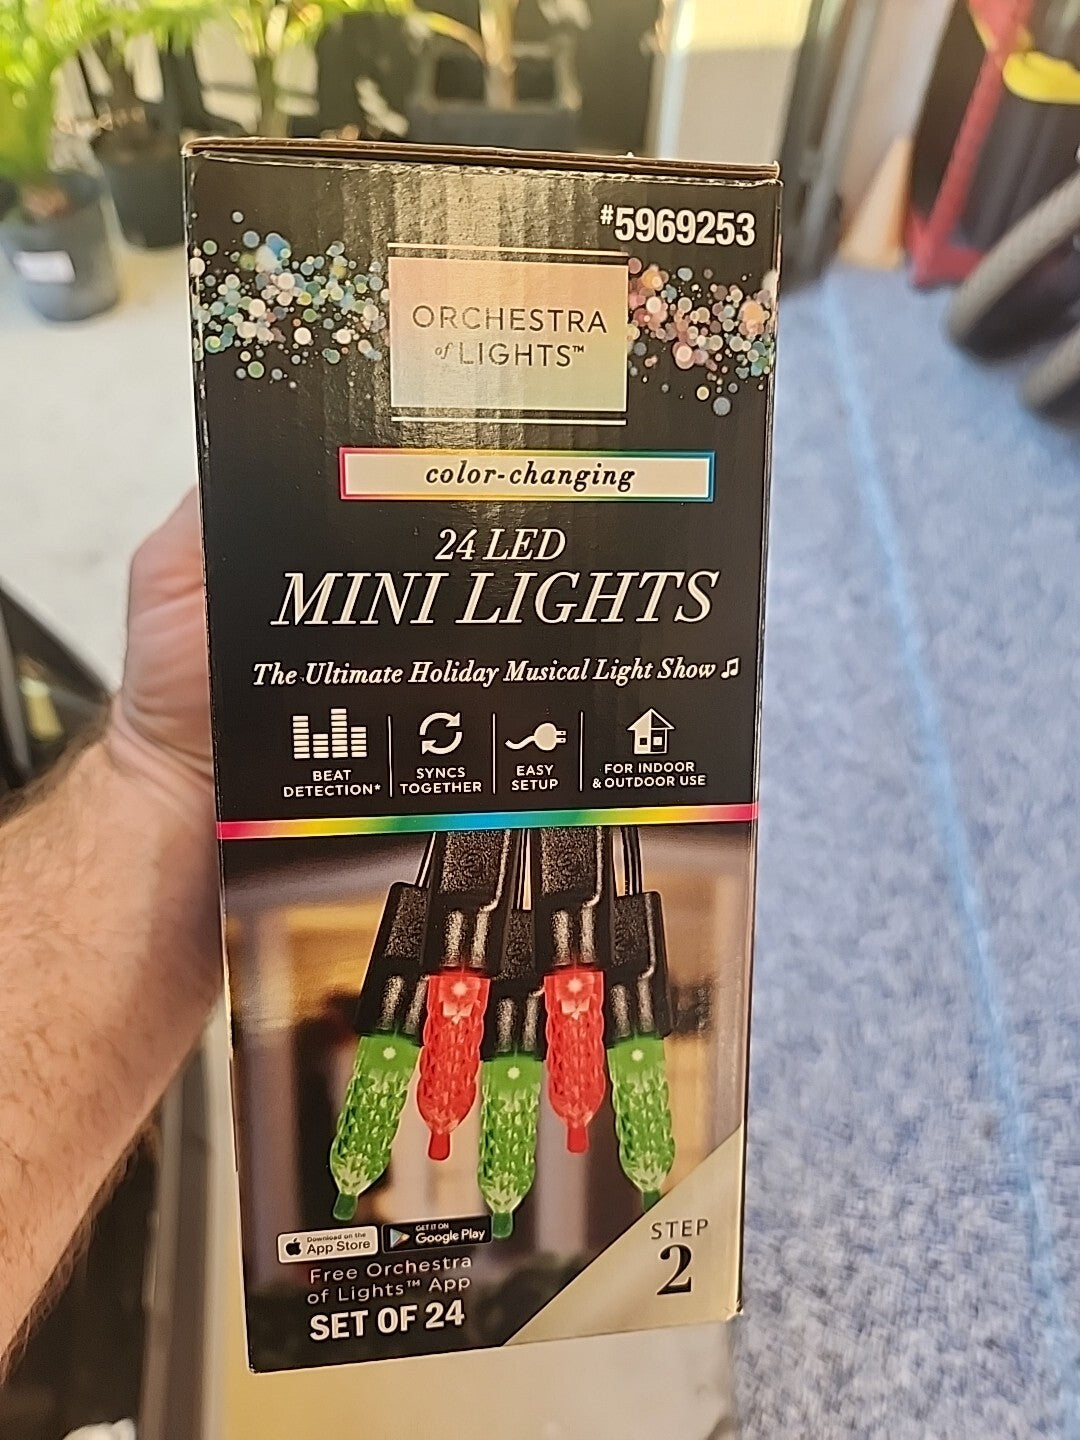 #5969253
ORCHESTRA
of LIGHTS™
color-changing
24 LED
MINI LIGHTS
The Ultimate Holiday Musical Light Show ♫
BEAT
DETECTION*
SYNCS
TOGETHER
EASY
SETUP
FOR INDOOR
& OUTDOOR USE
Download on the
App Store
GET IT ON
Google Play
Free Orchestra
of Lights™ App
SET OF 24
STEP
2